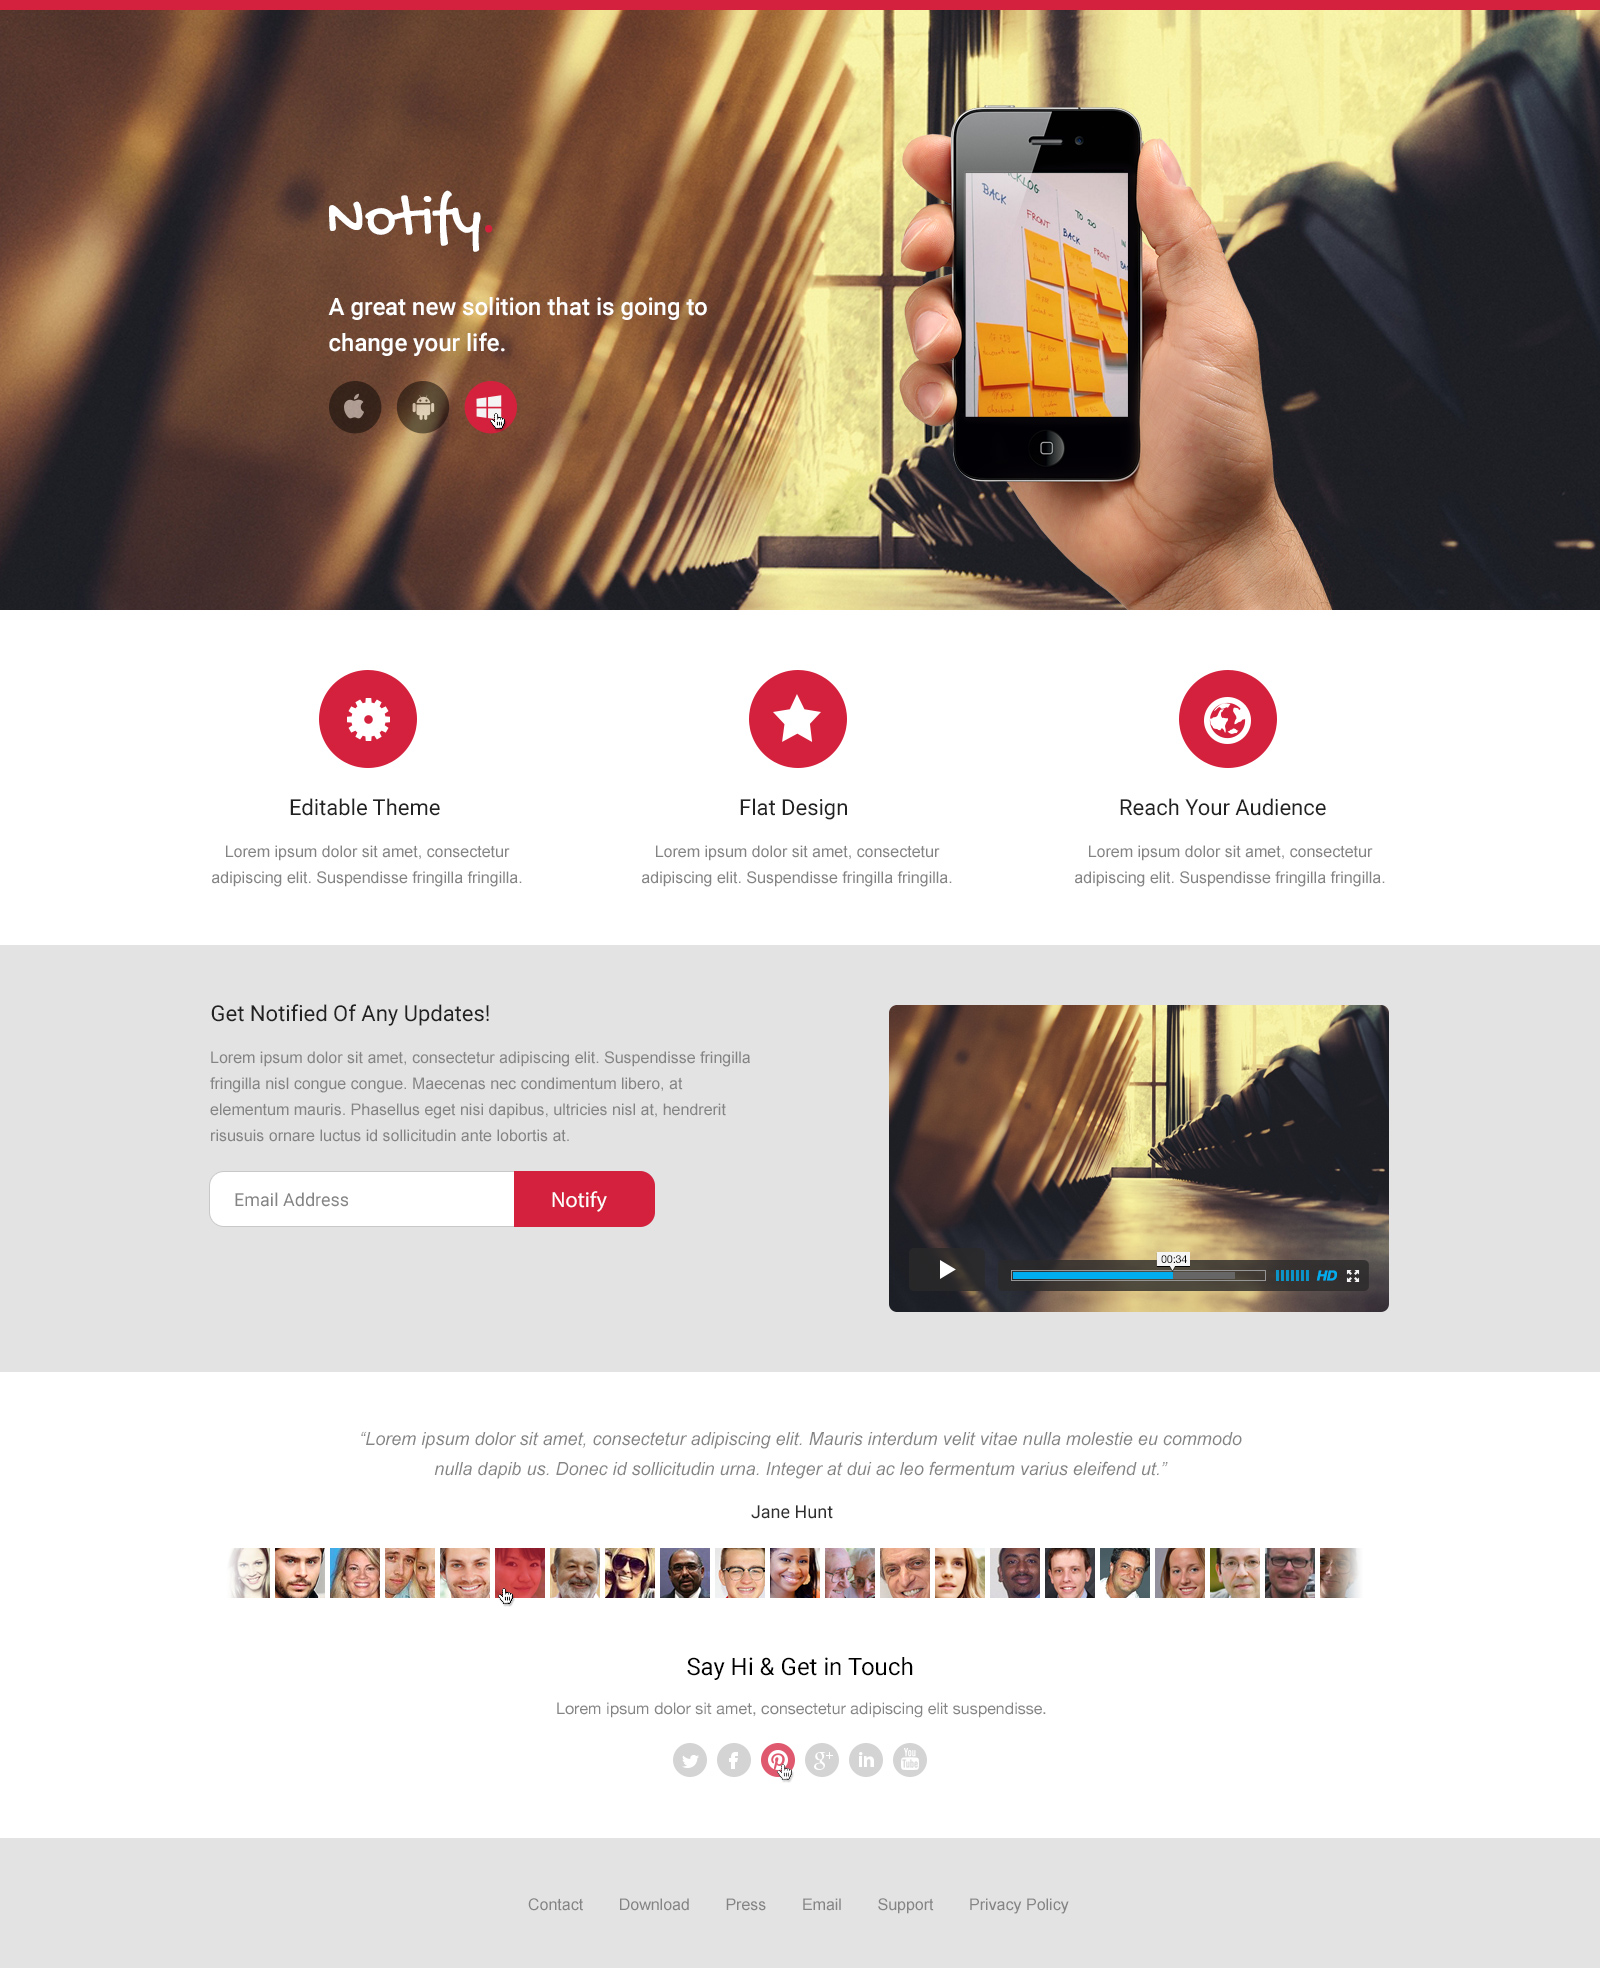 Notify.
BACKLOG
BACK
FRONT
TO DO
BACK
FRONT
A great new solition that is going to
change your life.
Editable Theme
Flat Design
Reach Your Audience
Lorem ipsum dolor sit amet, consectetur
adipiscing elit. Suspendisse fringilla fringilla.
Lorem ipsum dolor sit amet, consectetur
adipiscing elit. Suspendisse fringilla fringilla.
Lorem ipsum dolor sit amet, consectetur
adipiscing elit. Suspendisse fringilla fringilla.
Get Notified Of Any Updates!
Lorem ipsum dolor sit amet, consectetur adipiscing elit. Suspendisse fringilla
fringilla nisl congue congue. Maecenas nec condimentum libero, at
elementum mauris. Phasellus eget nisi dapibus, ultricies nisl at, hendrerit
risusuis ornare luctus id sollicitudin ante lobortis at.
Email Address
Notify
00:34
HD
“Lorem ipsum dolor sit amet, consectetur adipiscing elit. Mauris interdum velit vitae nulla molestie eu commodo
nulla dapib us. Donec id sollicitudin urna. Integer at dui ac leo fermentum varius eleifend ut.”
Jane Hunt
Say Hi & Get in Touch
Lorem ipsum dolor sit amet, consectetur adipiscing elit suspendisse.
f
g+
in
You Tube
Contact Download Press Email Support Privacy Policy